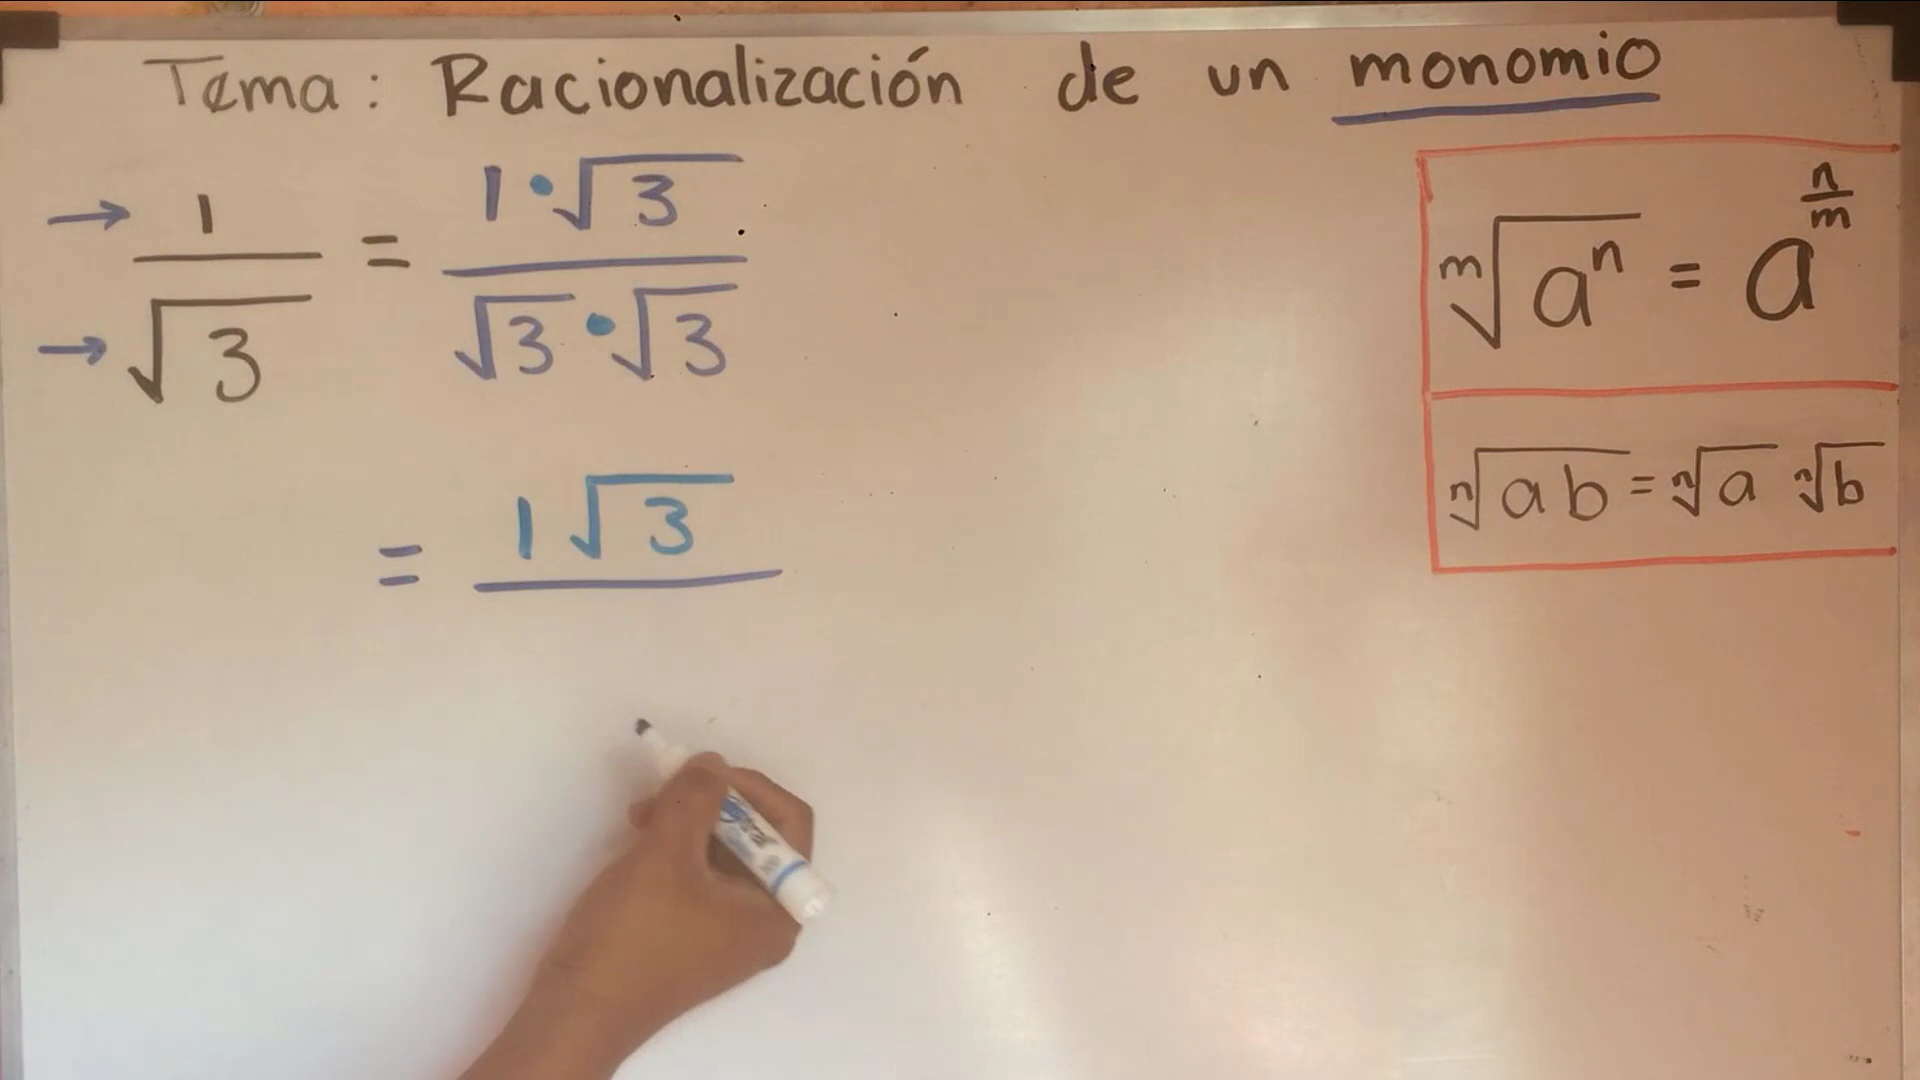 Tema: Racionalización de un monomio
→ 1 / → √3 = 1·√3 / √3·√3
= 1√3 /
ᵐ√aⁿ = a^(n/m)
ⁿ√ab = ⁿ√a ⁿ√b